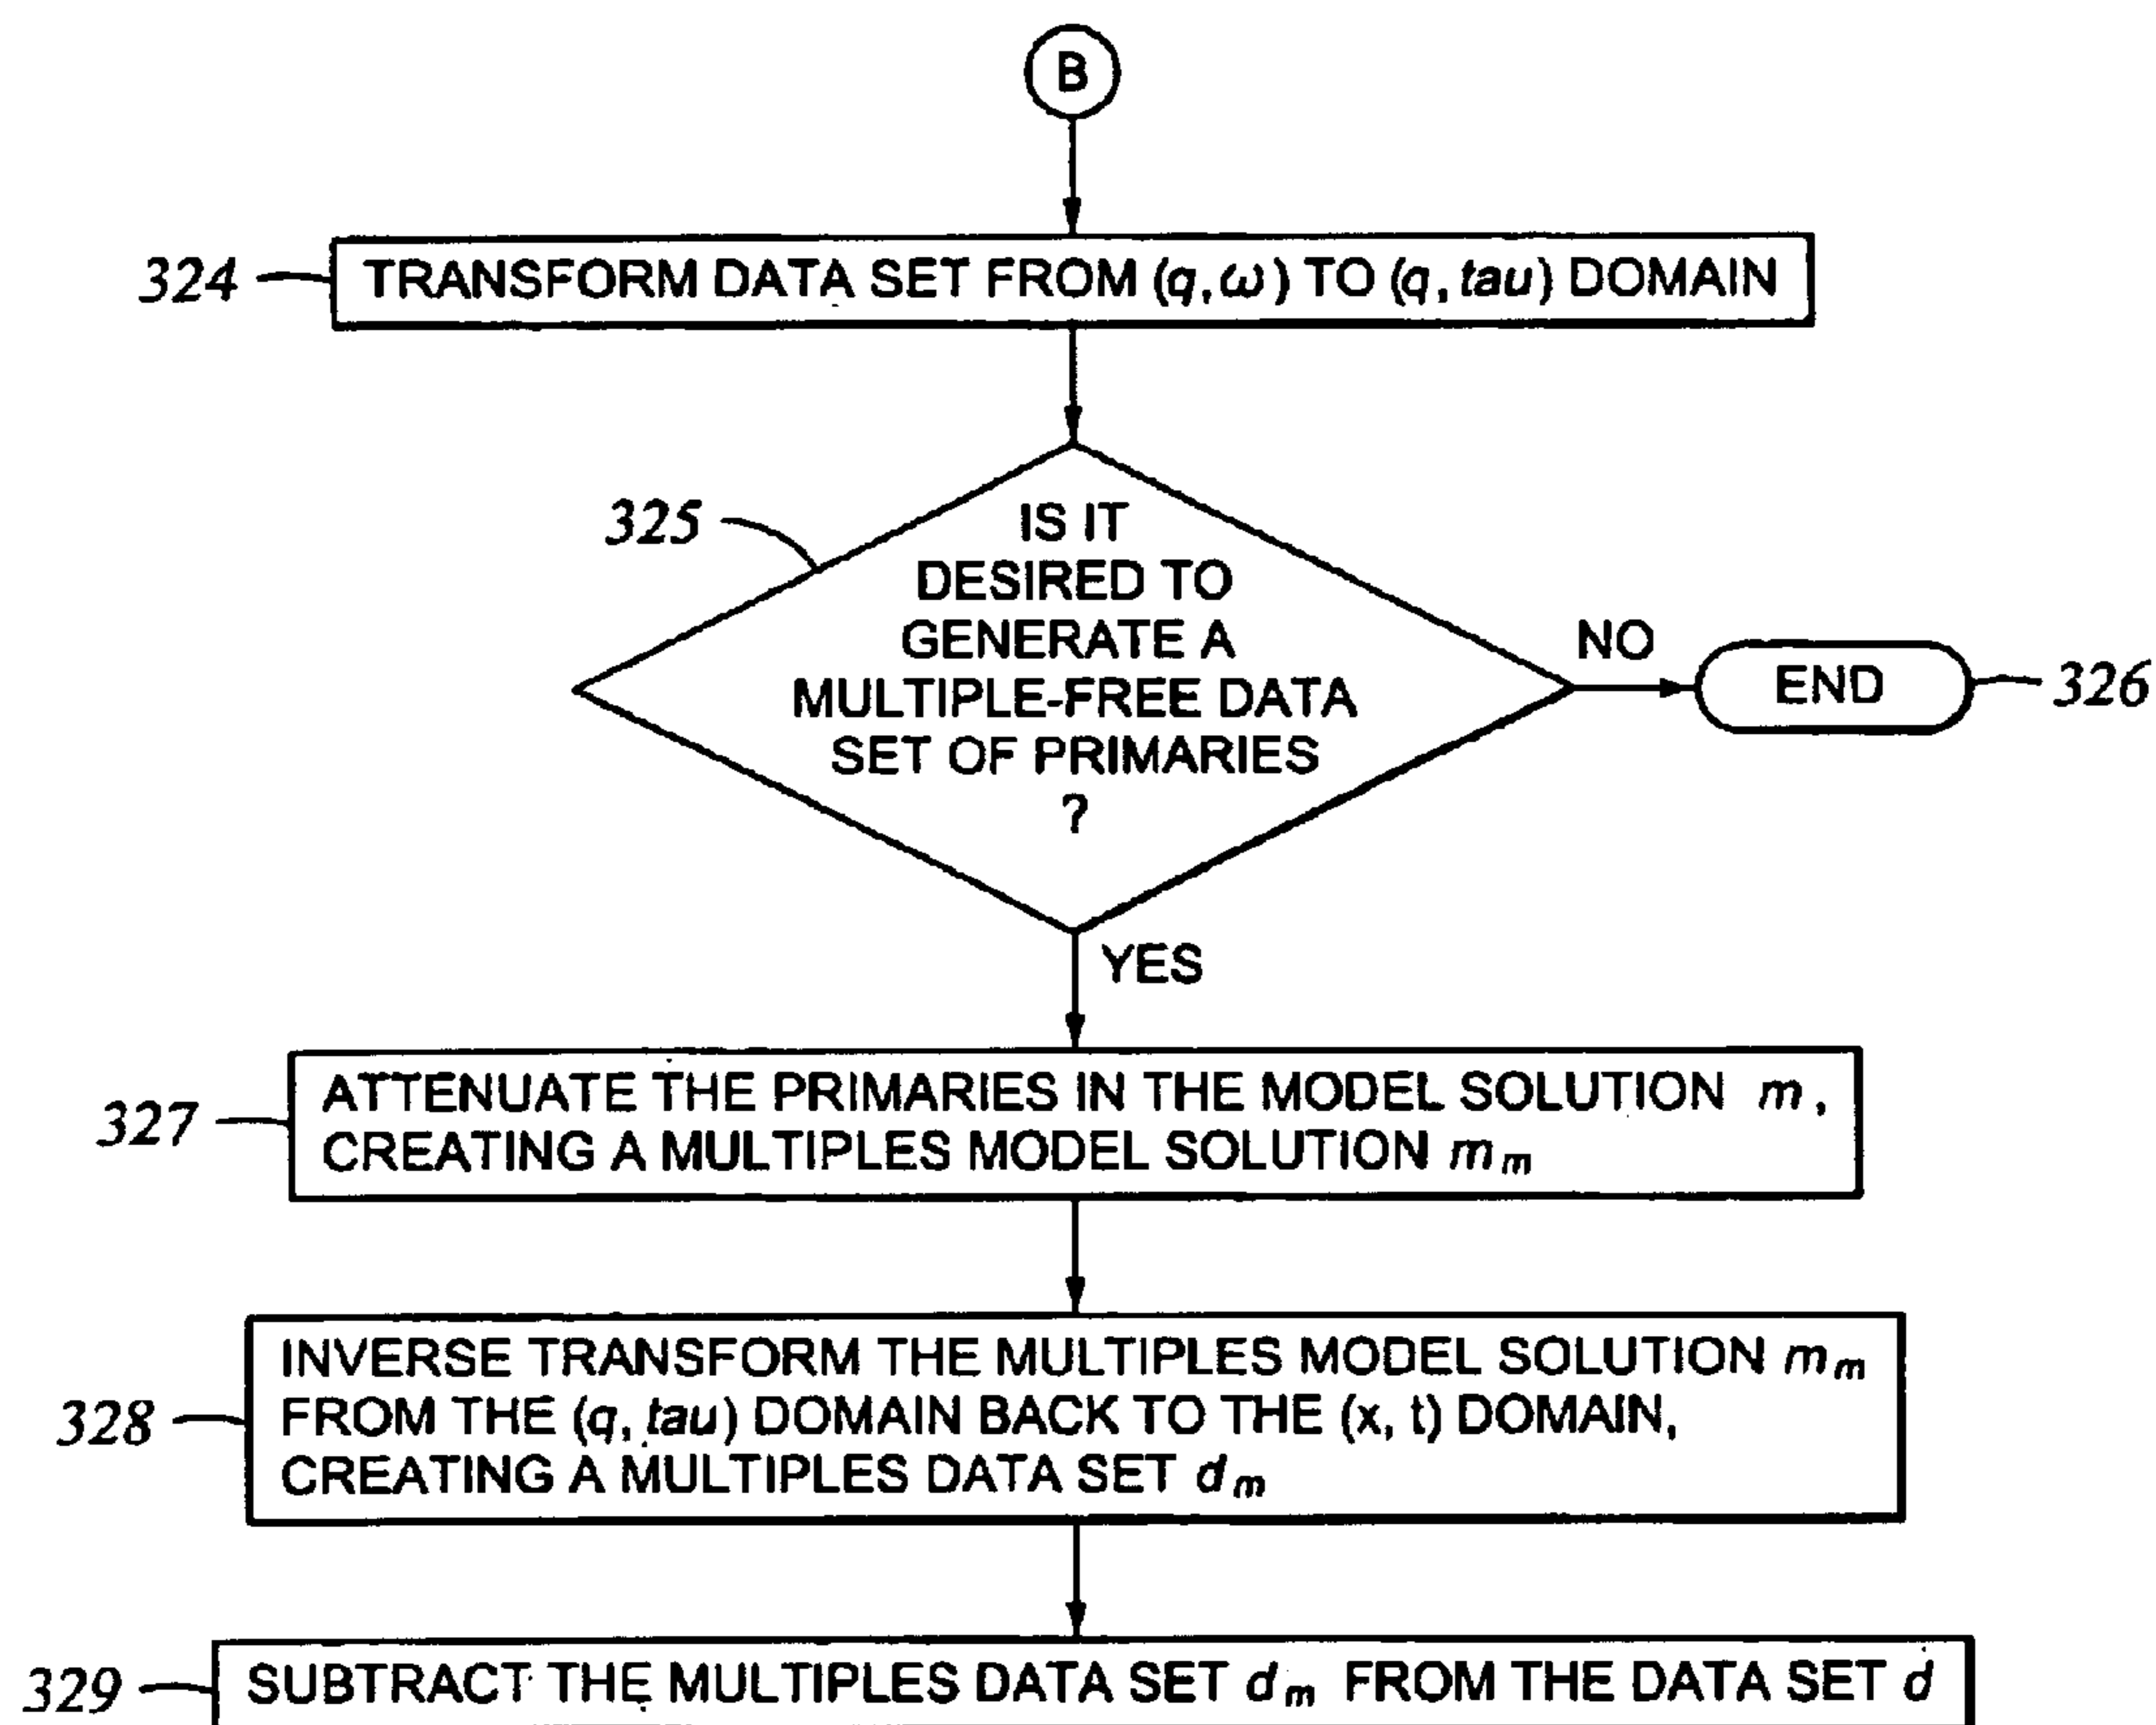 B
324
TRANSFORM DATA SET FROM (q, ω) TO (q, tau) DOMAIN
325
IS IT
DESIRED TO
GENERATE A
MULTIPLE-FREE DATA
SET OF PRIMARIES
?
NO
END
326
YES
327
ATTENUATE THE PRIMARIES IN THE MODEL SOLUTION m,
CREATING A MULTIPLES MODEL SOLUTION mm
328
INVERSE TRANSFORM THE MULTIPLES MODEL SOLUTION mm
FROM THE (q, tau) DOMAIN BACK TO THE (x, t) DOMAIN,
CREATING A MULTIPLES DATA SET dm
329
SUBTRACT THE MULTIPLES DATA SET dm FROM THE DATA SET d